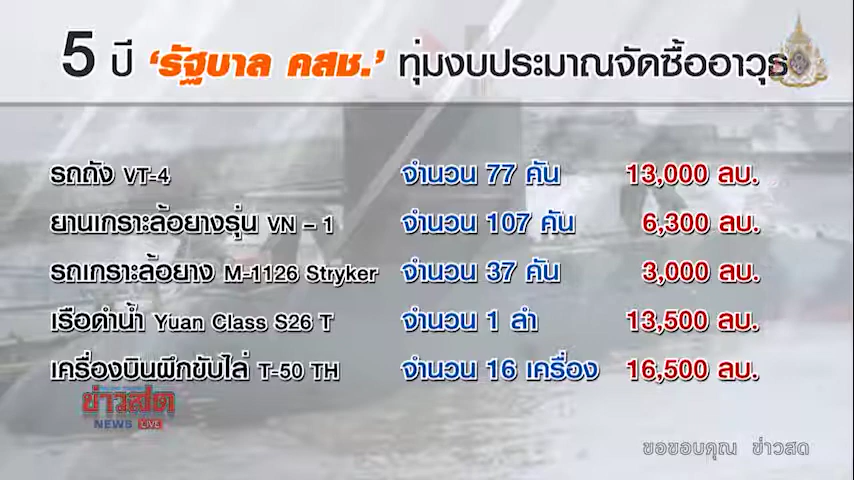 5 ปี ‘รัฐบาล คสช.’ ทุ่มงบประมาณจัดซื้ออาวุธ
รถถัง VT-4 จำนวน 77 คัน 13,000 ลบ.
ยานเกราะล้อยางรุ่น VN – 1 จำนวน 107 คัน 6,300 ลบ.
รถเกราะล้อยาง M-1126 Stryker จำนวน 37 คัน 3,000 ลบ.
เรือดำน้ำ Yuan Class S26 T จำนวน 1 ลำ 13,500 ลบ.
เครื่องบินฝึกขับไล่ T-50 TH จำนวน 16 เครื่อง 16,500 ลบ.
ข่าวสด
NEWS LIVE
ขอขอบคุณ ข่าวสด